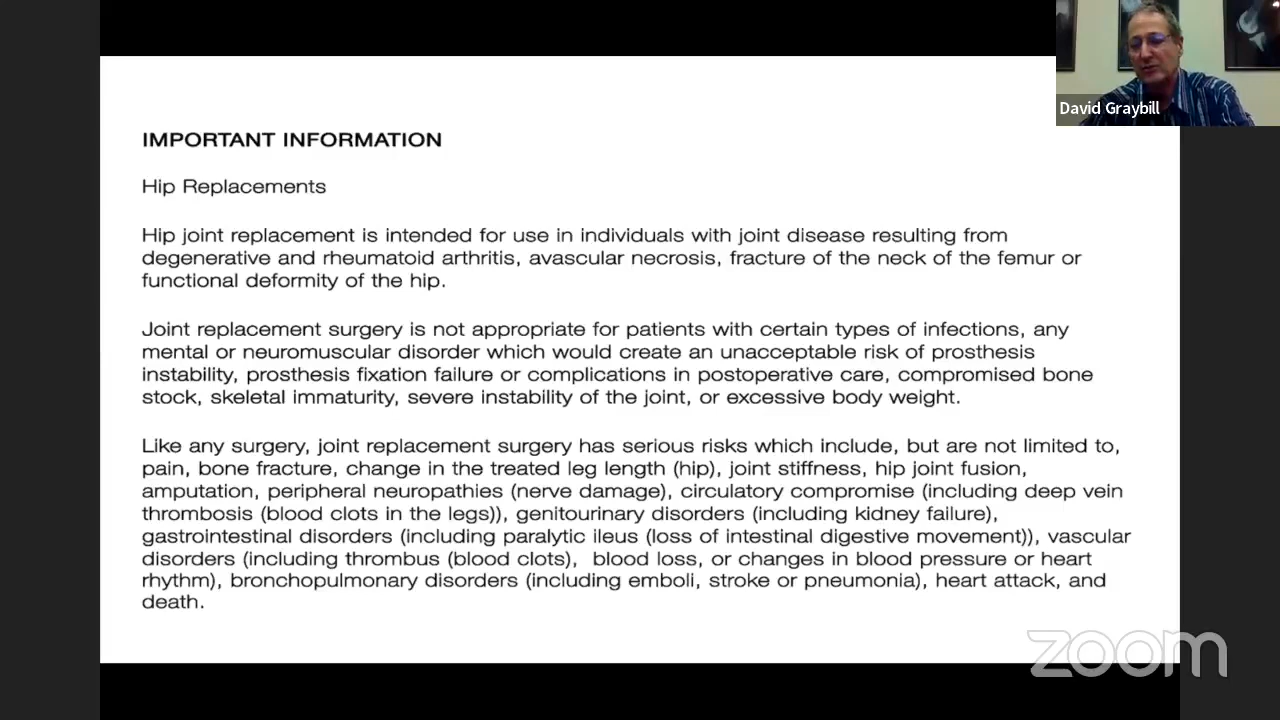 David Graybill
IMPORTANT INFORMATION
Hip Replacements
Hip joint replacement is intended for use in individuals with joint disease resulting from
degenerative and rheumatoid arthritis, avascular necrosis, fracture of the neck of the femur or
functional deformity of the hip.
Joint replacement surgery is not appropriate for patients with certain types of infections, any
mental or neuromuscular disorder which would create an unacceptable risk of prosthesis
instability, prosthesis fixation failure or complications in postoperative care, compromised bone
stock, skeletal immaturity, severe instability of the joint, or excessive body weight.
Like any surgery, joint replacement surgery has serious risks which include, but are not limited to,
pain, bone fracture, change in the treated leg length (hip), joint stiffness, hip joint fusion,
amputation, peripheral neuropathies (nerve damage), circulatory compromise (including deep vein
thrombosis (blood clots in the legs)), genitourinary disorders (including kidney failure),
gastrointestinal disorders (including paralytic ileus (loss of intestinal digestive movement)), vascular
disorders (including thrombus (blood clots),  blood loss, or changes in blood pressure or heart
rhythm), bronchopulmonary disorders (including emboli, stroke or pneumonia), heart attack, and
death.
zoom